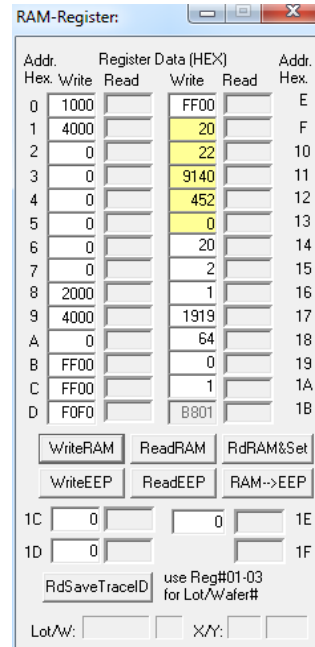 RAM-Register:
Addr. Register Data (HEX) Addr.
Hex. Write Read Write Read Hex.
0 1000 FF00 E
1 4000 20 F
2 0 22 10
3 0 9140 11
4 0 452 12
5 0 0 13
6 0 20 14
7 0 2 15
8 2000 1 16
9 4000 1919 17
A 0 64 18
B FF00 0 19
C FF00 1 1A
D F0F0 B801 1B
WriteRAM ReadRAM RdRAM&Set
WriteEEP ReadEEP RAM-->EEP
1C 0 0 1E
1D 0 1F
RdSaveTraceID use Reg#01-03
for Lot/Wafer#
Lot/W: X/Y: